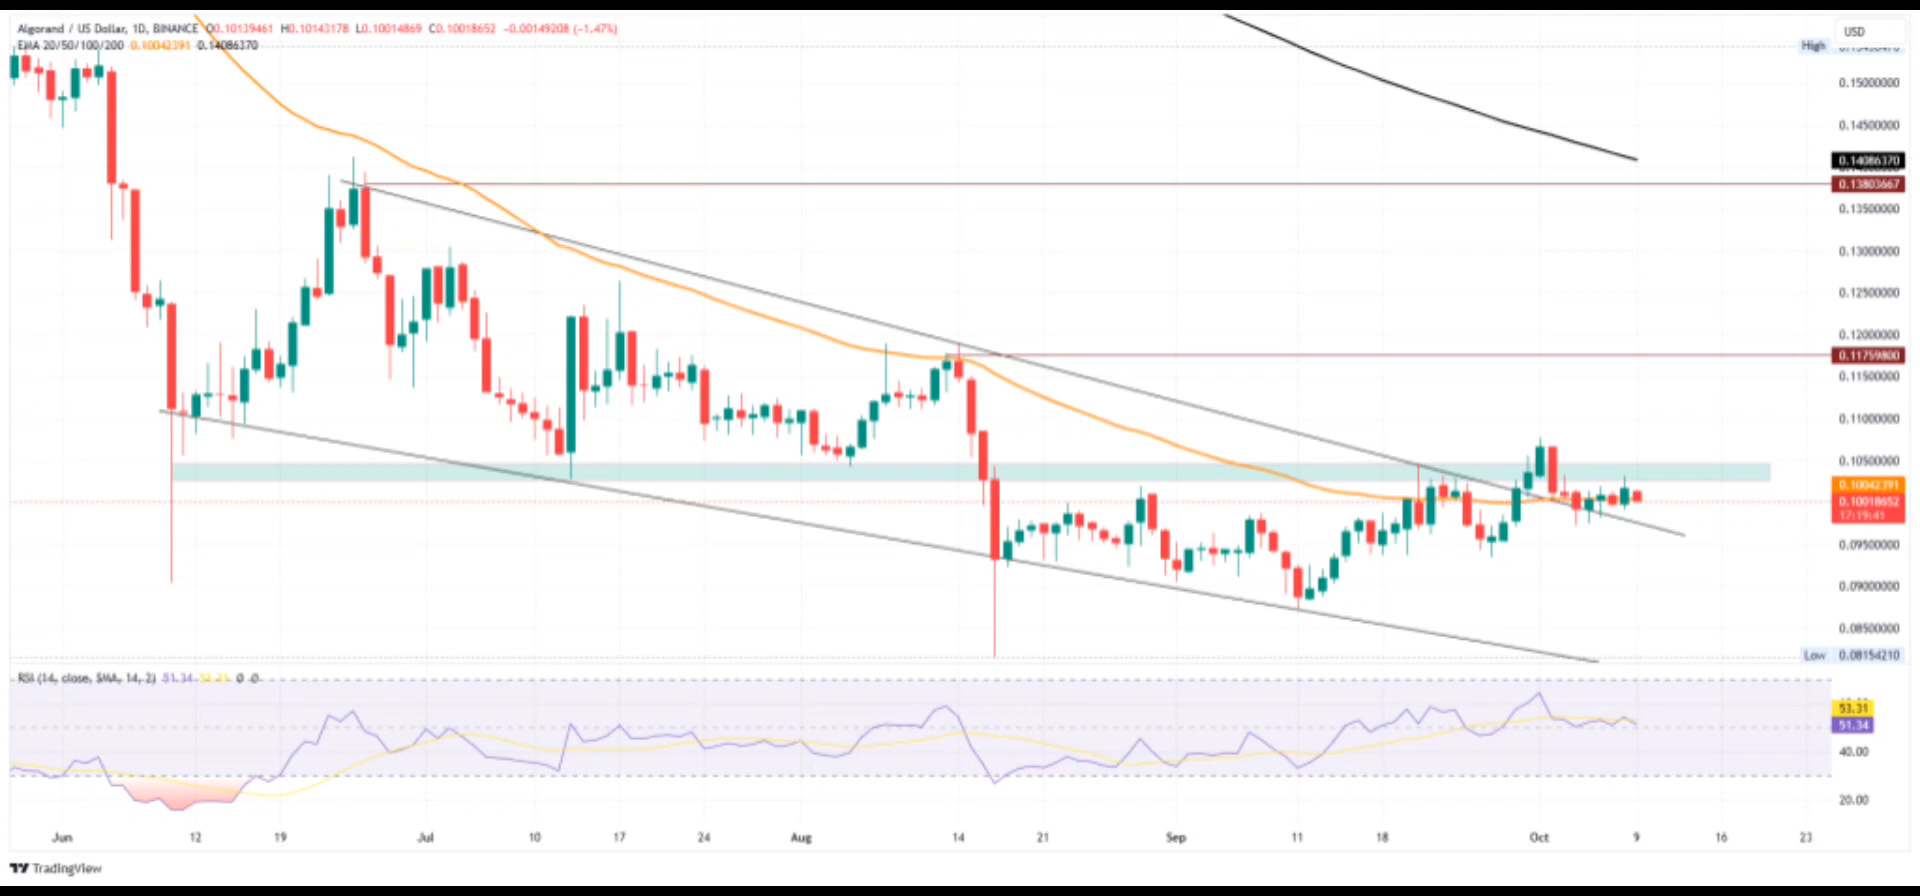 Algorand / US Dollar, 1D, BINANCE O0.10139461 H0.10143178 L0.10014869 C0.10018652 -0.00149208 (-1.47%)
EMA 20/50/100/200 0.10042391 0.14086370
USD
High
0.15000000
0.14500000
0.14086370
0.13803667
0.13500000
0.13000000
0.12500000
0.12000000
0.11759800
0.11500000
0.11000000
0.10500000
0.10042391
0.10018652
17:19:41
0.09500000
0.09000000
0.08500000
Low 0.08154210
RSI (14, close, SMA, 14, 2) 51.34 53.31 Ø Ø
53.31
51.34
40.00
20.00
Jun 12 19 Jul 10 17 24 Aug 14 21 Sep 11 18 Oct 9 16 23
TradingView